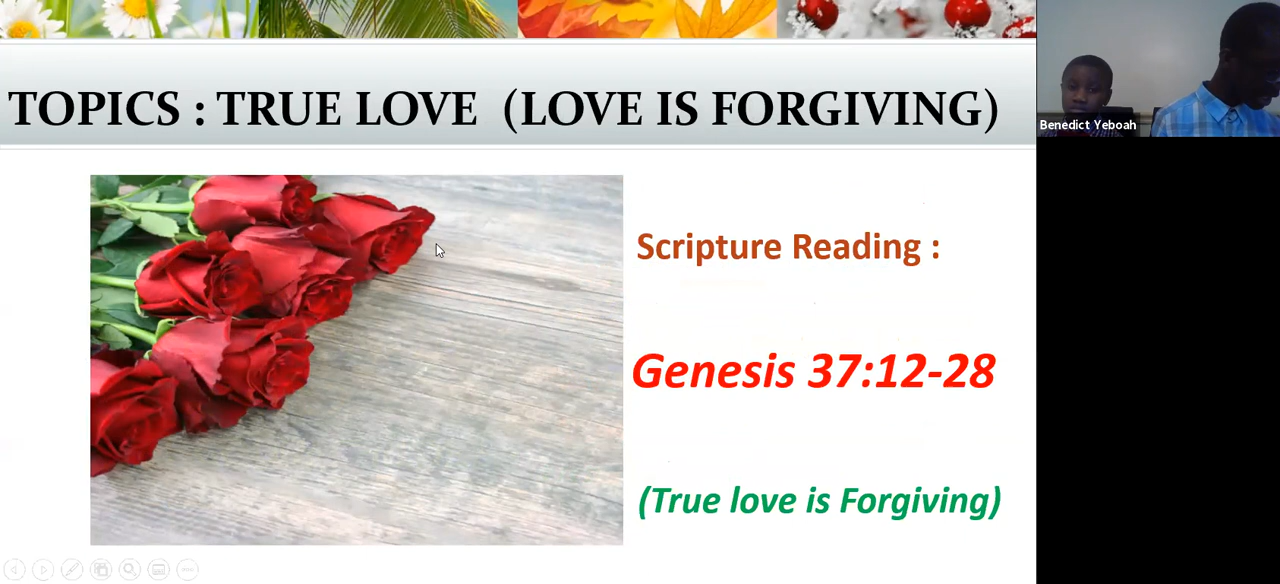 TOPICS : TRUE LOVE (LOVE IS FORGIVING)
Benedict Yeboah
Scripture Reading :
Genesis 37:12-28
(True love is Forgiving)